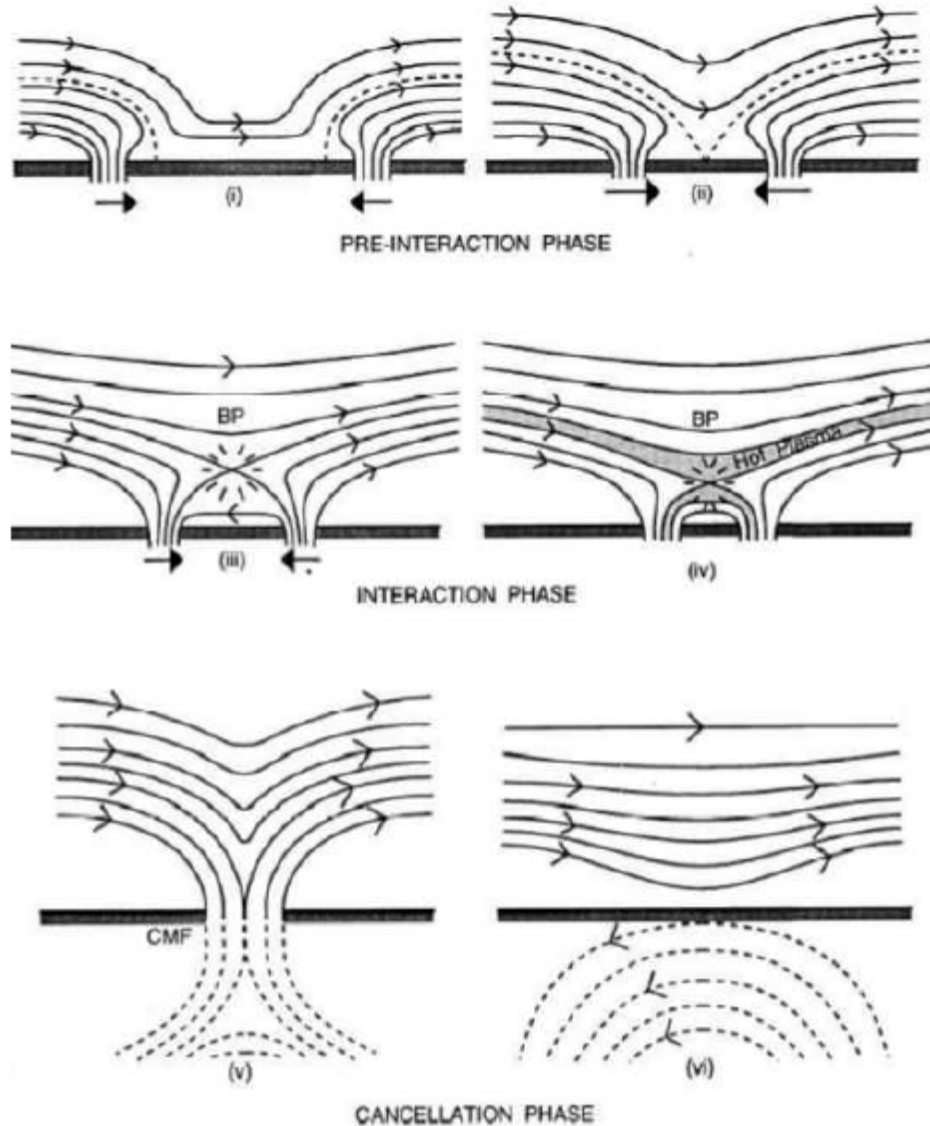 (i)
(ii)
PRE-INTERACTION PHASE
BP
BP
Hot Plasma
(iii)
(iv)
INTERACTION PHASE
CMF
(v)
(vi)
CANCELLATION PHASE